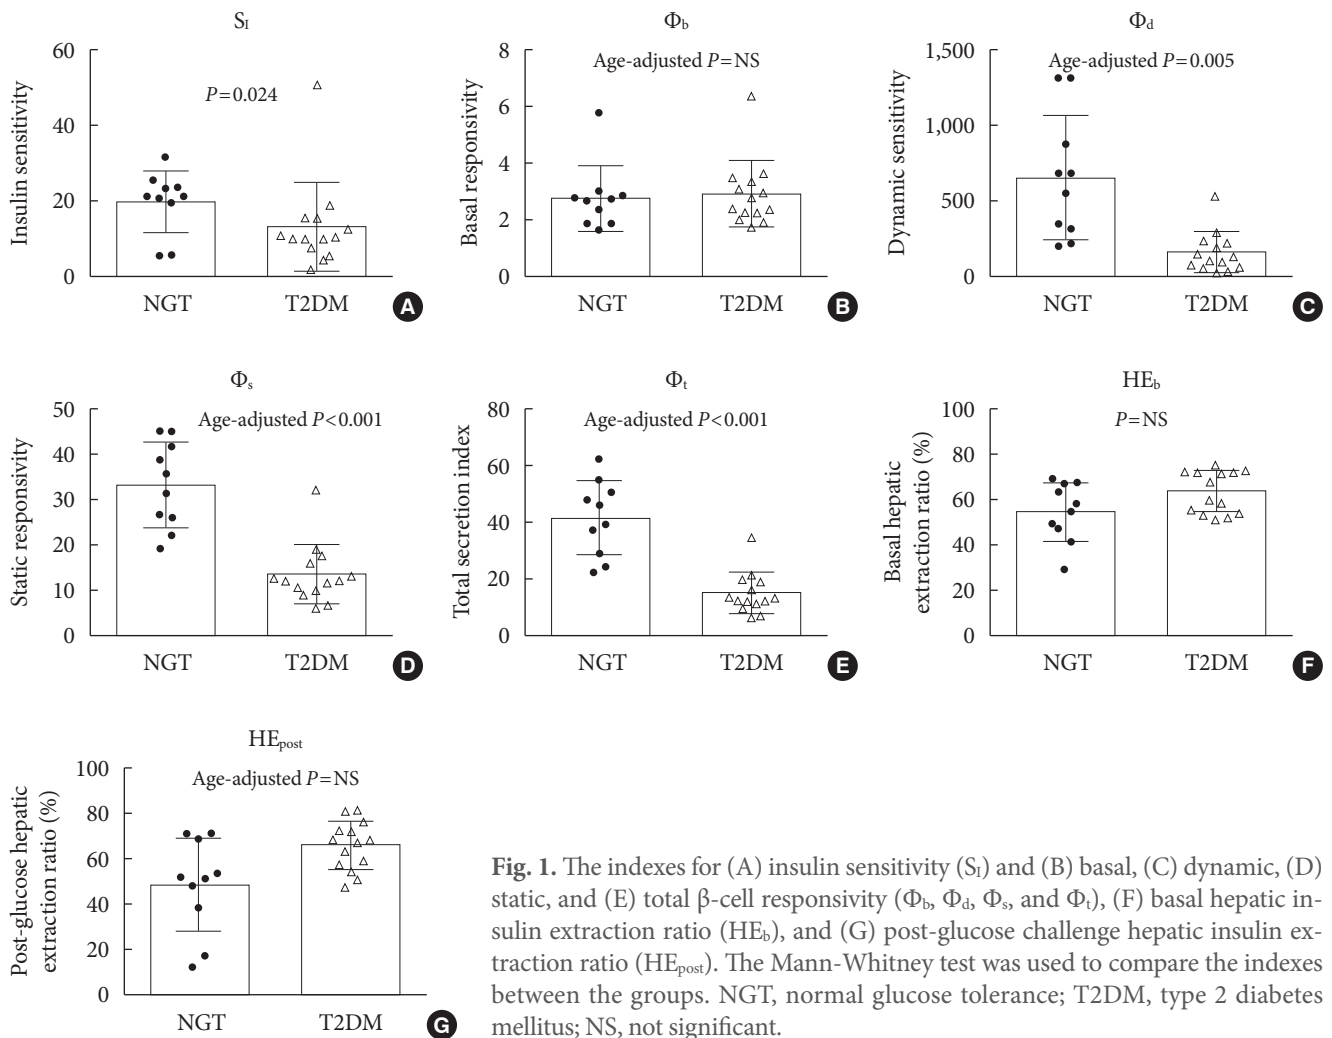 S_I
60
40
20
0
Insulin sensitivity
P=0.024
NGT
T2DM
A
Φ_b
8
6
4
2
0
Basal responsivity
Age-adjusted P=NS
NGT
T2DM
B
Φ_d
1,500
1,000
500
0
Dynamic sensitivity
Age-adjusted P=0.005
NGT
T2DM
C
Φ_s
50
40
30
20
10
0
Static responsivity
Age-adjusted P<0.001
NGT
T2DM
D
Φ_t
80
60
40
20
0
Total secretion index
Age-adjusted P<0.001
NGT
T2DM
E
HE_b
100
80
60
40
20
0
Basal hepatic
extraction ratio (%)
P=NS
NGT
T2DM
F
HE_post
100
80
60
40
20
0
Post-glucose hepatic
extraction ratio (%)
Age-adjusted P=NS
NGT
T2DM
G
Fig. 1. The indexes for (A) insulin sensitivity (S_I) and (B) basal, (C) dynamic, (D)
static, and (E) total β-cell responsivity (Φ_b, Φ_d, Φ_s, and Φ_t), (F) basal hepatic in-
sulin extraction ratio (HE_b), and (G) post-glucose challenge hepatic insulin ex-
traction ratio (HE_post). The Mann-Whitney test was used to compare the indexes
between the groups. NGT, normal glucose tolerance; T2DM, type 2 diabetes
mellitus; NS, not significant.